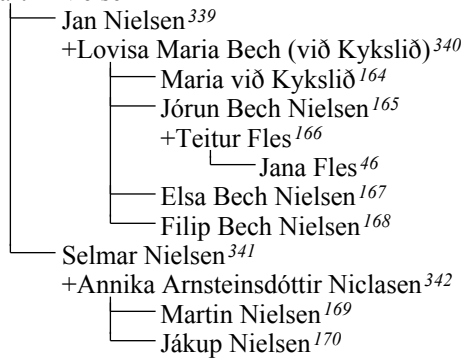 Jan Nielsen339
+Lovisa Maria Bech (við Kykslið)340
Maria við Kykslið164
Jórun Bech Nielsen165
+Teitur Fles166
Jana Fles46
Elsa Bech Nielsen167
Filip Bech Nielsen168
Selmar Nielsen341
+Annika Arnsteinsdóttir Niclasen342
Martin Nielsen169
Jákup Nielsen170